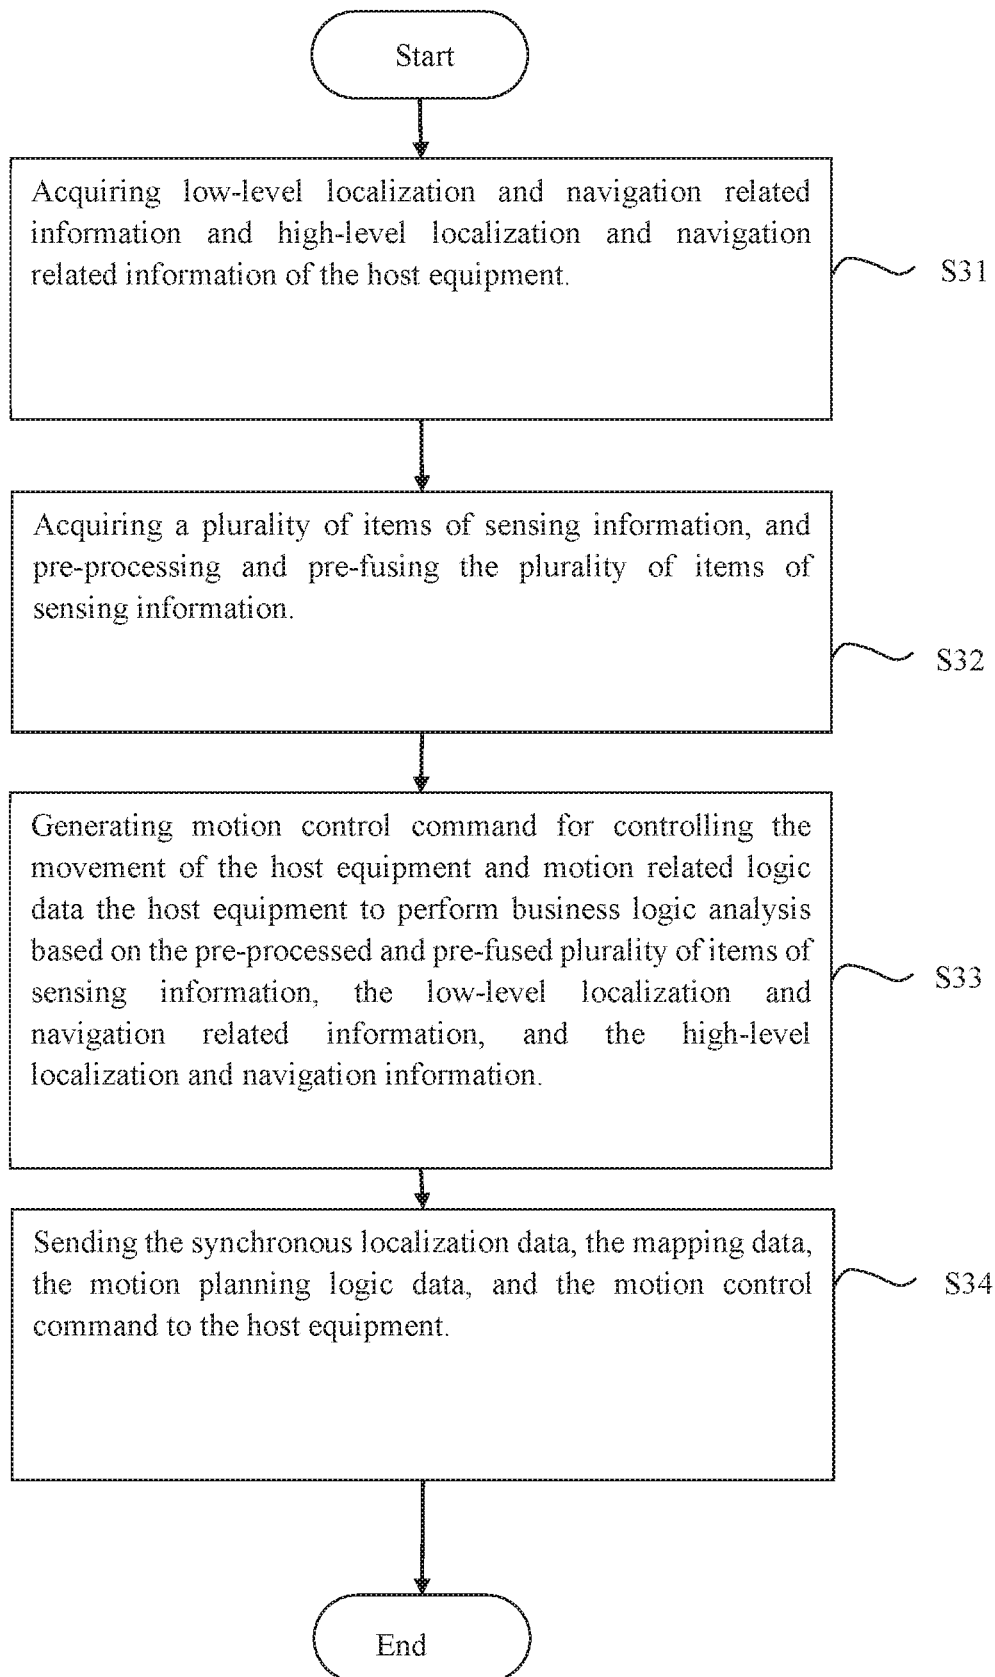 Start
Acquiring low-level localization and navigation related
information and high-level localization and navigation
related information of the host equipment.
S31
Acquiring a plurality of items of sensing information, and
pre-processing and pre-fusing the plurality of items of
sensing information.
S32
Generating motion control command for controlling the
movement of the host equipment and motion related logic
data the host equipment to perform business logic analysis
based on the pre-processed and pre-fused plurality of items of
sensing information, the low-level localization and
navigation related information, and the high-level
localization and navigation information.
S33
Sending the synchronous localization data, the mapping data,
the motion planning logic data, and the motion control
command to the host equipment.
S34
End